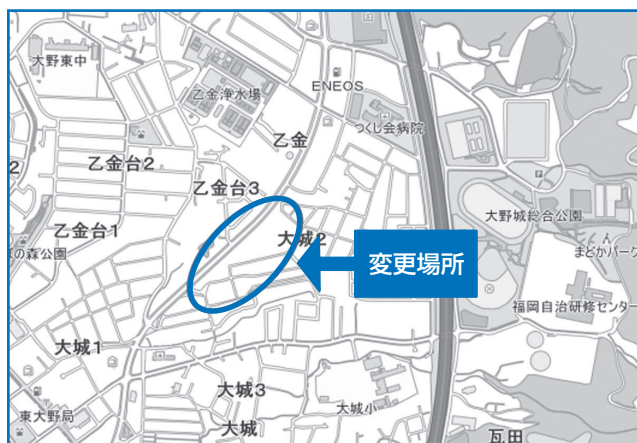 大野東中
乙金浄水場
ENEOS
つくし会病院
乙金
乙金台2
乙金台3
大野城総合公園
まどかパーク
乙金台1
大城2
変更場所
の森公園
福岡自治研修センター
大城1
大城3
大城小
東大野局
大城
瓦田
2